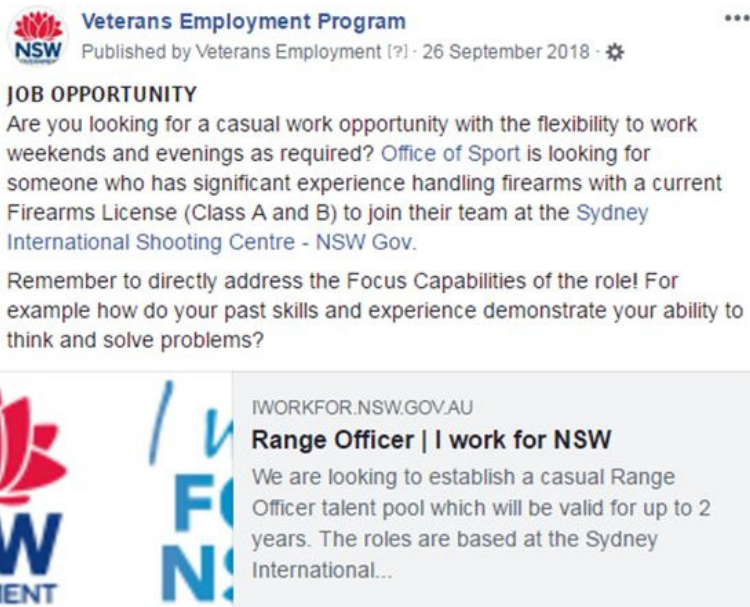 Veterans Employment Program
NSW
GOVERNMENT
Published by Veterans Employment [?] · 26 September 2018 ·
JOB OPPORTUNITY
Are you looking for a casual work opportunity with the flexibility to work
weekends and evenings as required? Office of Sport is looking for
someone who has significant experience handling firearms with a current
Firearms License (Class A and B) to join their team at the Sydney
International Shooting Centre - NSW Gov.
Remember to directly address the Focus Capabilities of the role! For
example how do your past skills and experience demonstrate your ability to
think and solve problems?
IWORKFOR.NSW.GOV.AU
Range Officer | I work for NSW
We are looking to establish a casual Range
Officer talent pool which will be valid for up to 2
years. The roles are based at the Sydney
International...
I w
FO
NS
W
MENT